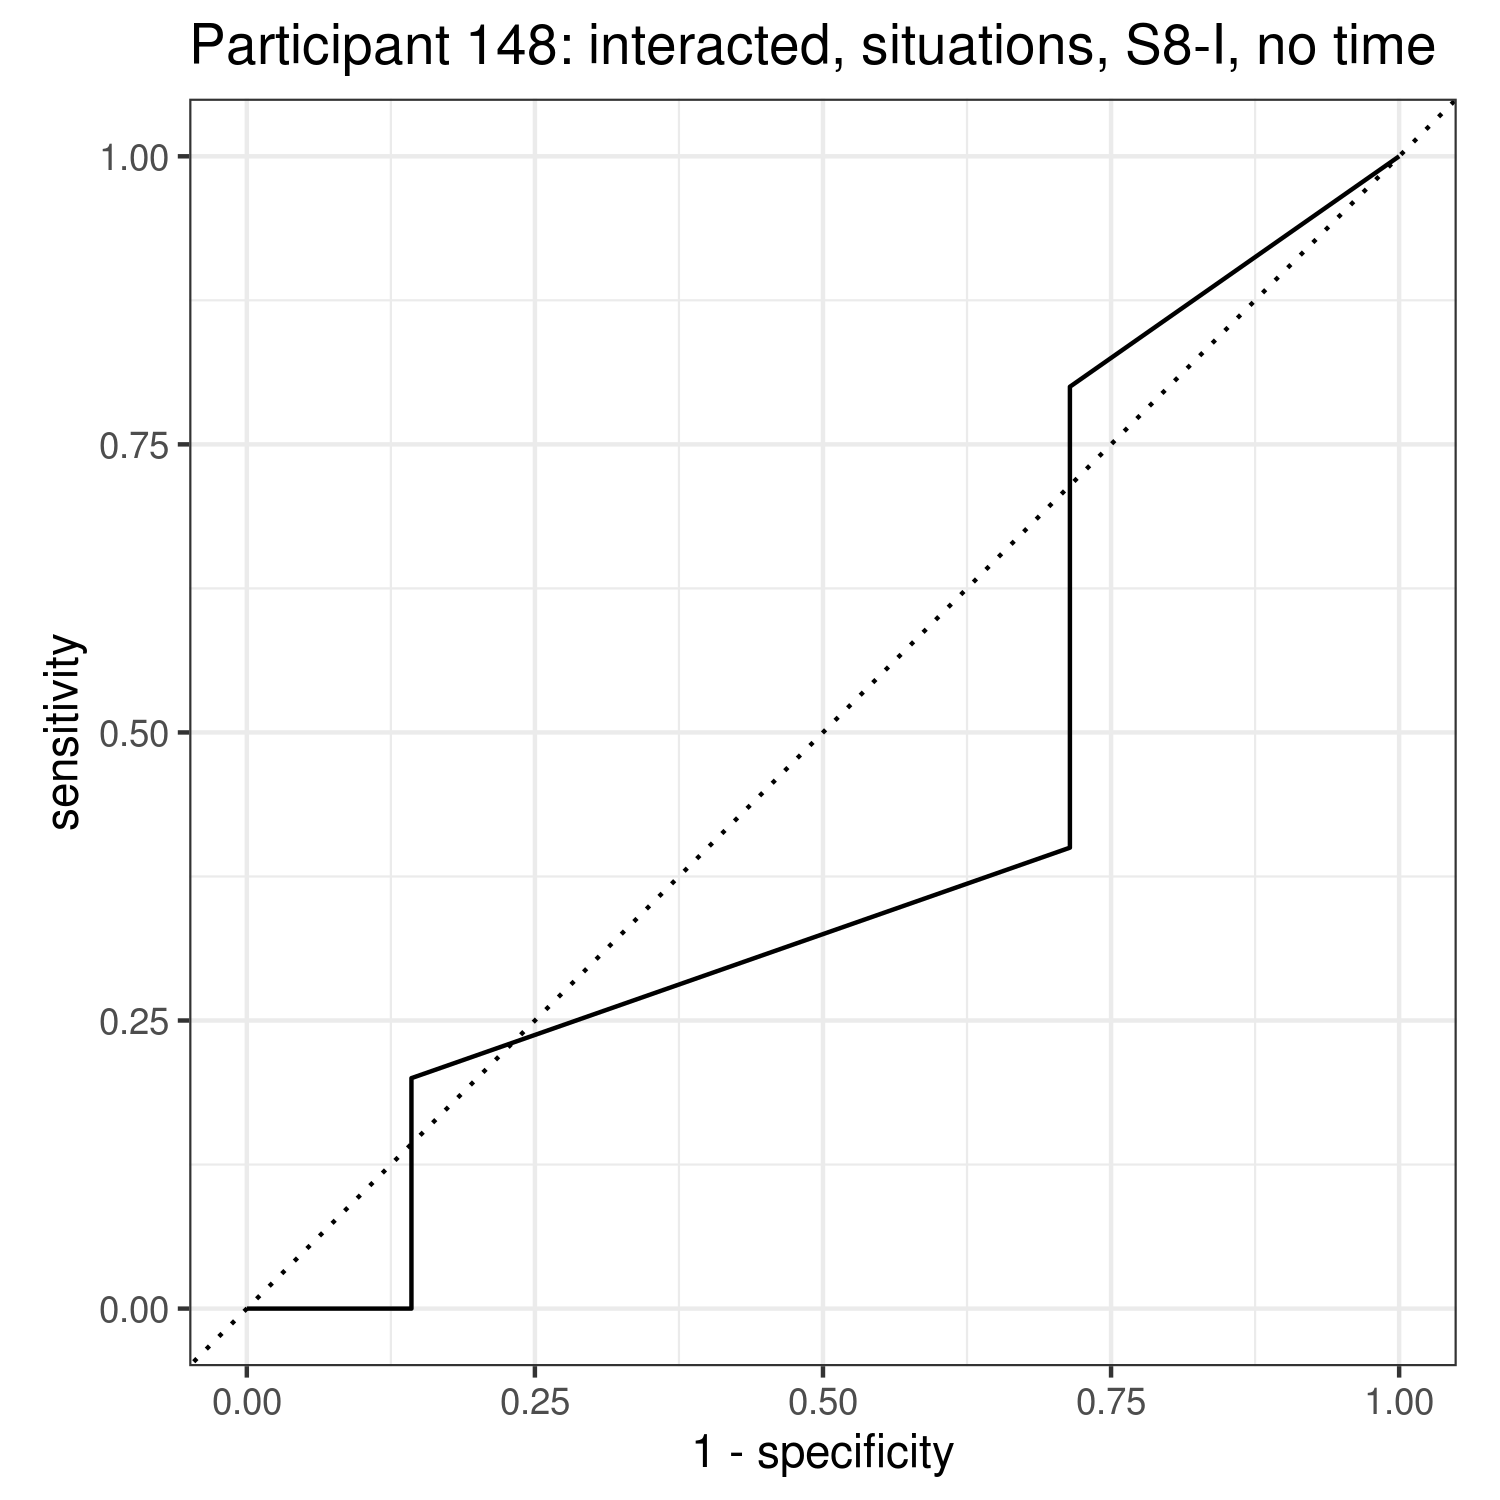 Participant 148: interacted, situations, S8-I, no time
sensitivity
1.00
0.75
0.50
0.25
0.00
0.00 0.25 0.50 0.75 1.00
1 - specificity